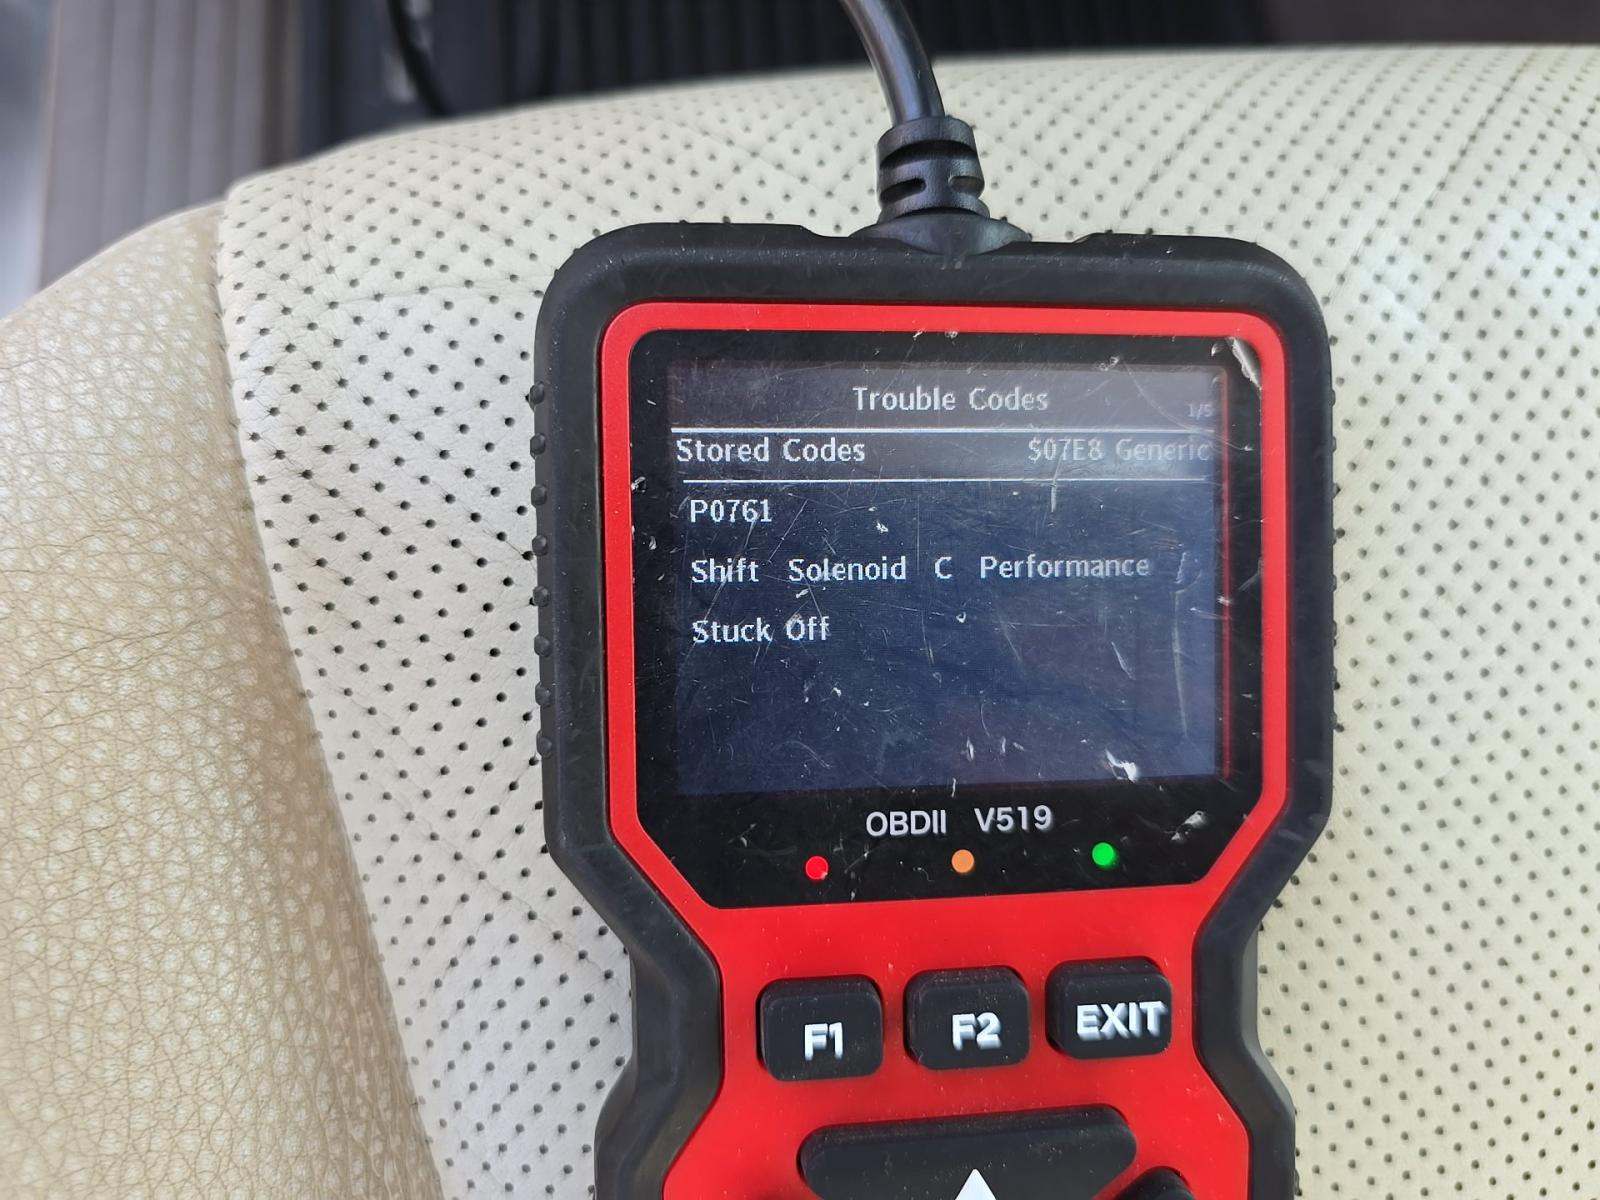 Trouble Codes
1/5
Stored Codes $07E8 Generic
P0761
Shift Solenoid C Performance /
Stuck Off
OBDII V519
F1 F2 EXIT